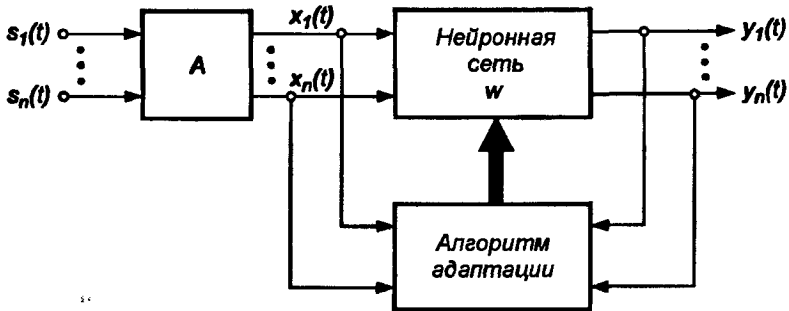 s1(t)
sn(t)
A
x1(t)
xn(t)
Нейронная
сеть
w
y1(t)
yn(t)
Алгоритм
адаптации